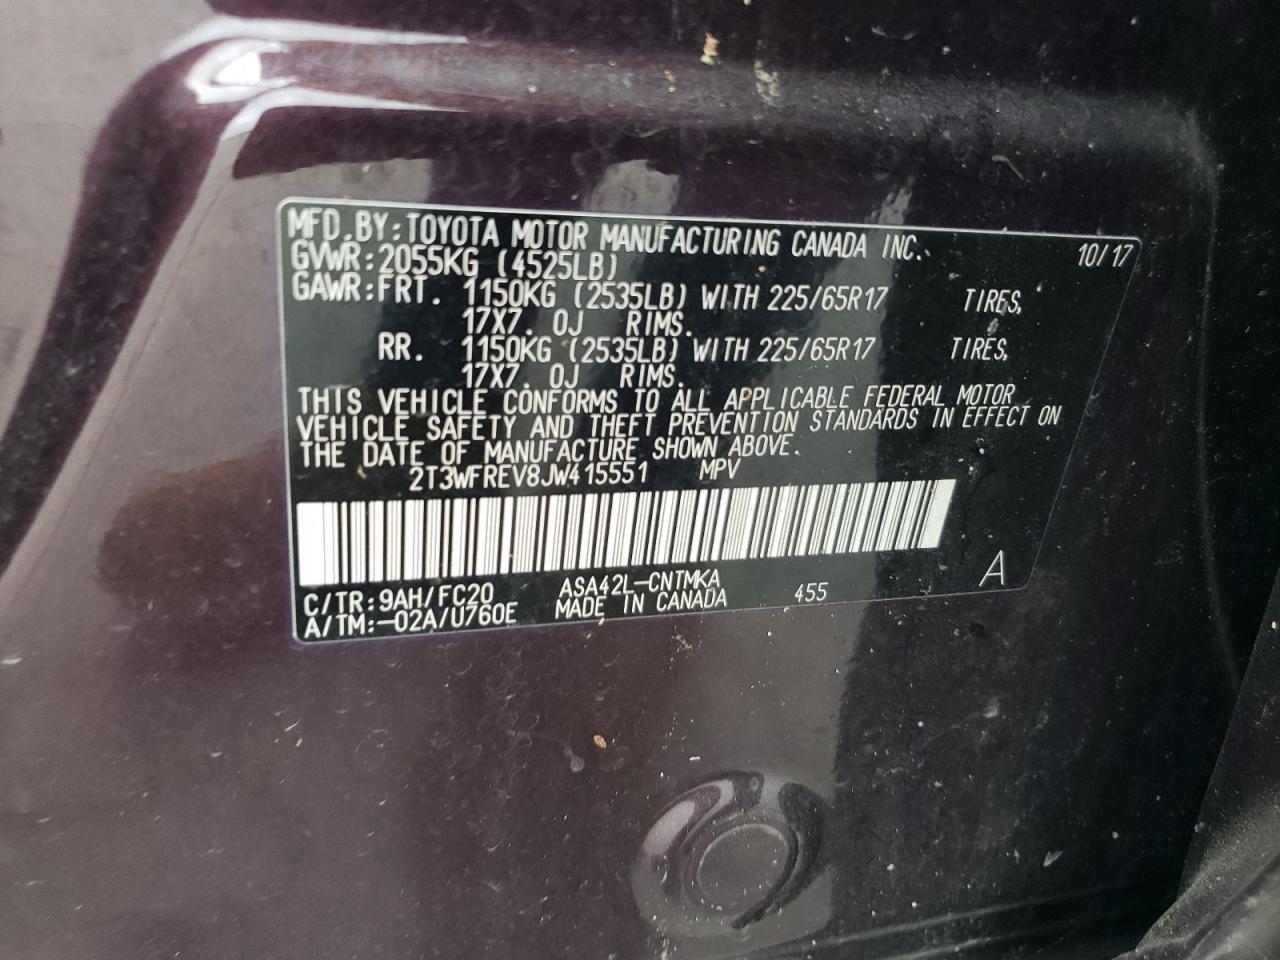 MFD.BY:TOYOTA MOTOR MANUFACTURING CANADA INC. 10/17
GVWR:2055KG (4525LB)
GAWR:FRT. 1150KG (2535LB) WITH 225/65R17 TIRES,
17X7. 0J RIMS.
RR. 1150KG (2535LB) WITH 225/65R17 TIRES,
17X7. 0J RIMS.
THIS VEHICLE CONFORMS TO ALL APPLICABLE FEDERAL MOTOR
VEHICLE SAFETY AND THEFT PREVENTION STANDARDS IN EFFECT ON
THE DATE OF MANUFACTURE SHOWN ABOVE.
2T3WFREV8JW415551 MPV
C/TR:9AH/FC20 ASA42L-CNTMKA 455 A
A/TM:-02A/U760E MADE IN CANADA